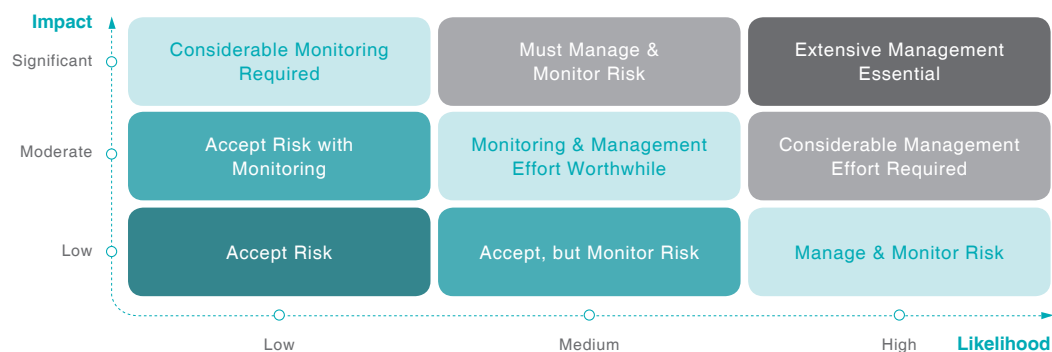 Impact
Significant
Considerable Monitoring
Required
Must Manage &
Monitor Risk
Extensive Management
Essential
Moderate
Accept Risk with
Monitoring
Monitoring & Management
Effort Worthwhile
Considerable Management
Effort Required
Low
Accept Risk
Accept, but Monitor Risk
Manage & Monitor Risk
Low
Medium
High
Likelihood